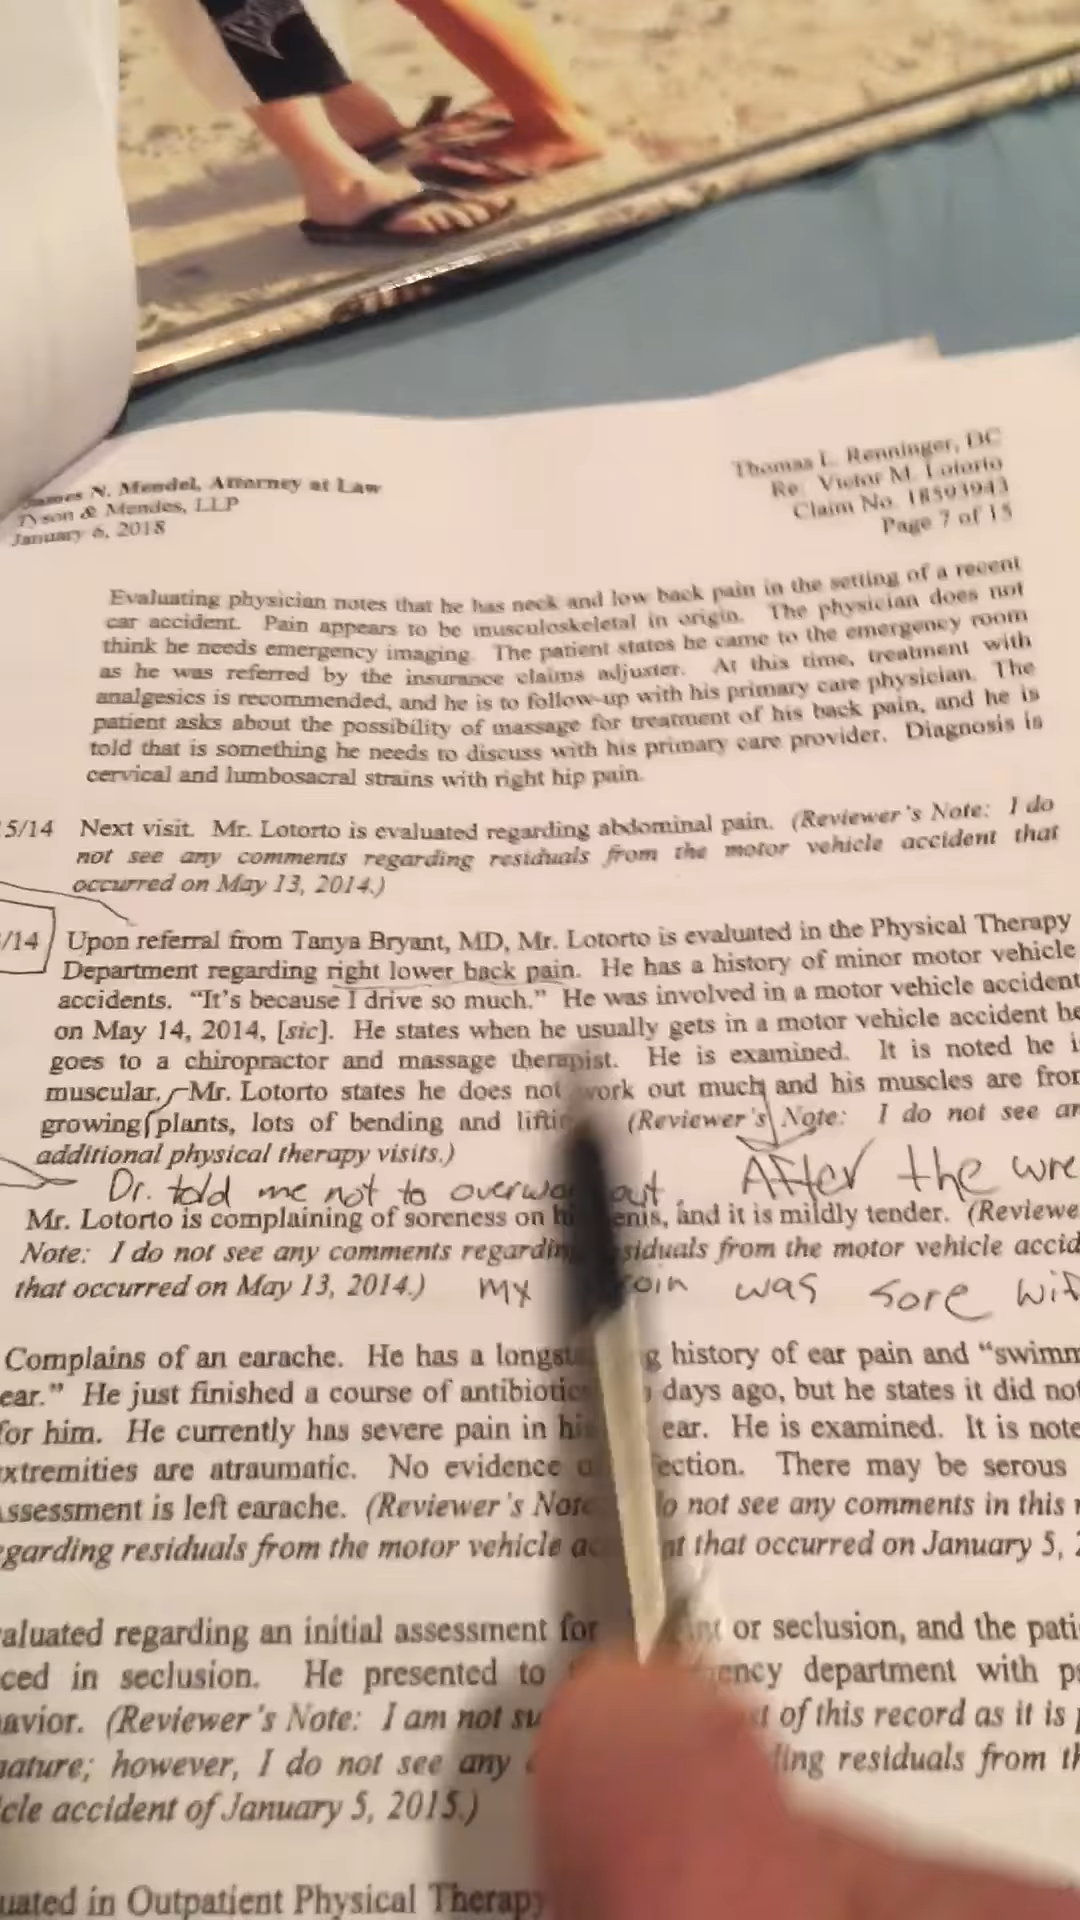 James N. Mendel, Attorney at Law
Tyson & Mendes, LLP
January 6, 2018
Thomas L. Renninger, DC
Re: Victor M. Lotorto
Claim No. 18593943
Page 7 of 15
Evaluating physician notes that he has neck and low back pain in the setting of a recent
car accident. Pain appears to be musculoskeletal in origin. The physician does not
think he needs emergency imaging. The patient states he came to the emergency room
as he was referred by the insurance claims adjuster. At this time, treatment with
analgesics is recommended, and he is to follow-up with his primary care physician. The
patient asks about the possibility of massage for treatment of his back pain, and he is
told that is something he needs to discuss with his primary care provider. Diagnosis is
cervical and lumbosacral strains with right hip pain.
5/14 Next visit. Mr. Lotorto is evaluated regarding abdominal pain. (Reviewer's Note: I do
not see any comments regarding residuals from the motor vehicle accident that
occurred on May 13, 2014.)
/14 Upon referral from Tanya Bryant, MD, Mr. Lotorto is evaluated in the Physical Therapy
Department regarding right lower back pain. He has a history of minor motor vehicle
accidents. "It's because I drive so much." He was involved in a motor vehicle accident
on May 14, 2014, [sic]. He states when he usually gets in a motor vehicle accident he
goes to a chiropractor and massage therapist. He is examined. It is noted he
muscular. Mr. Lotorto states he does not work out much and his muscles are
growing plants, lots of bending and (Reviewer's Note: I do not see
additional physical therapy visits.)
Dr. told me not to out After the
Mr. Lotorto is complaining of soreness on and it is mildly tender.
Note: I do not see any comments regarding from the motor vehicle
that occurred on May 13, 2014.) my was sore
Complains of an earache. He has a history of ear pain and
ear." He just finished a course of days ago, but he states it did
for him. He currently has severe pain in ear. He is examined. It is
are atraumatic. No evidence There may be serous
is left earache. (Reviewer's not see any comments in this
residuals from the motor vehicle that occurred on January 5,
regarding an initial assessment for or seclusion, and the
in seclusion. He presented to department with
(Reviewer's Note: I am not of this record as it is
however, I do not see any residuals from
accident of January 5, 2015.)
in Outpatient Physical Therapy